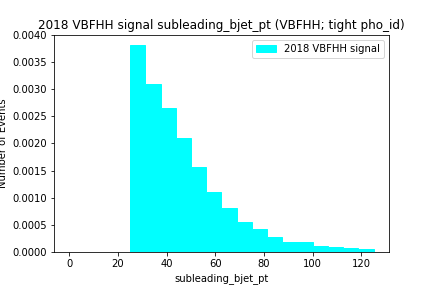 2018 VBFHH signal subleading_bjet_pt (VBFHH; tight pho_id)
2018 VBFHH signal
0.0040
0.0035
0.0030
0.0025
0.0020
0.0015
0.0010
0.0005
0.0000
Number of Events
0 20 40 60 80 100 120
subleading_bjet_pt